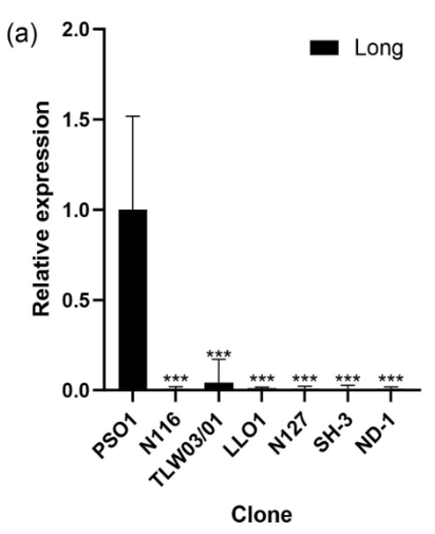 (a)
Long
Relative expression
2.0
1.5
1.0
0.5
0.0
*** *** *** *** *** ***
PSO1 N116 TLW03/01 LLO1 N127 SH-3 ND-1
Clone